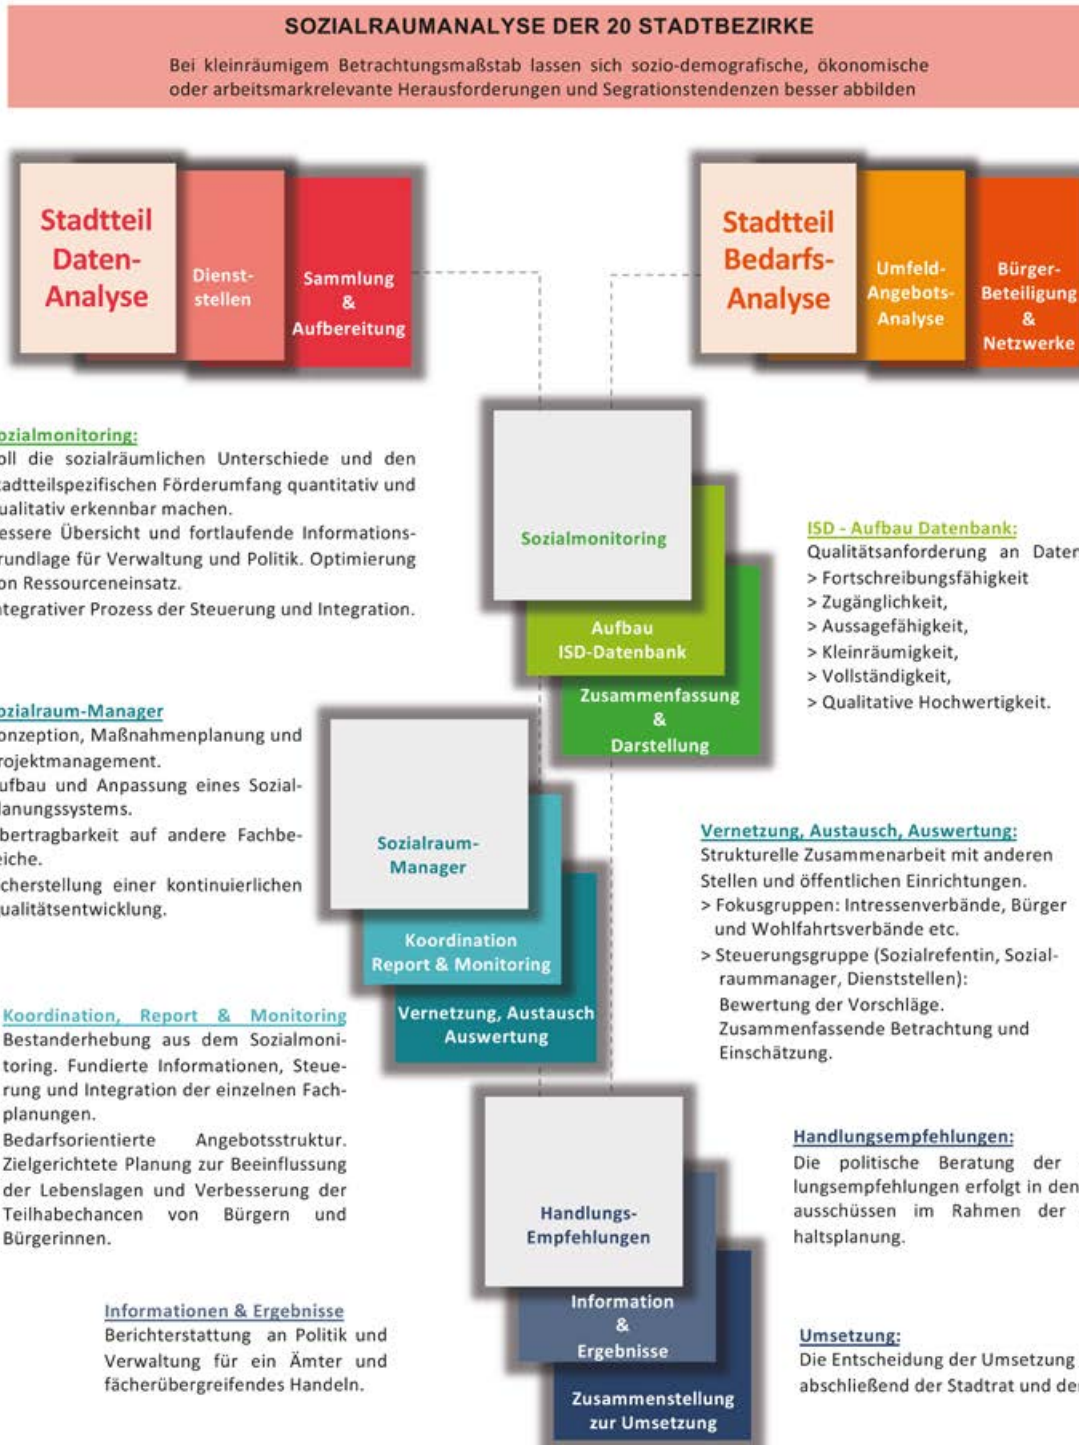 SOZIALRAUMANALYSE DER 20 STADTBEZIRKE
Bei kleinräumigem Betrachtungsmaßstab lassen sich sozio-demografische, ökonomische
oder arbeitsmarkrelevante Herausforderungen und Segrationstendenzen besser abbilden
Stadtteil
Daten-
Analyse
Dienst-
stellen
Sammlung
&
Aufbereitung
Stadtteil
Bedarfs-
Analyse
Umfeld-
Angebots-
Analyse
Bürger-
Beteiligung
&
Netzwerke
ozialmonitoring:
oll die sozialräumlichen Unterschiede und den
tadtteilspezifischen Förderumfang quantitativ und
ualitativ erkennbar machen.
essere Übersicht und fortlaufende Informations-
rundlage für Verwaltung und Politik. Optimierung
on Ressourceneinsatz.
ntegrativer Prozess der Steuerung und Integration.
Sozialmonitoring
Aufbau
ISD-Datenbank
Zusammenfassung
&
Darstellung
ISD - Aufbau Datenbank:
Qualitätsanforderung an Daten
> Fortschreibungsfähigkeit
> Zugänglichkeit,
> Aussagefähigkeit,
> Kleinräumigkeit,
> Vollständigkeit,
> Qualitative Hochwertigkeit.
ozialraum-Manager
onzeption, Maßnahmenplanung und
rojektmanagement.
ufbau und Anpassung eines Sozial-
lanungssystems.
bertragbarkeit auf andere Fachbe-
eiche.
icherstellung einer kontinuierlichen
ualitätsentwicklung.
Sozialraum-
Manager
Koordination
Report & Monitoring
Vernetzung, Austausch
Auswertung
Vernetzung, Austausch, Auswertung:
Strukturelle Zusammenarbeit mit anderen
Stellen und öffentlichen Einrichtungen.
> Fokusgruppen: Intressenverbände, Bürger
und Wohlfahrtsverbände etc.
> Steuerungsgruppe (Sozialrefentin, Sozial-
raummanager, Dienststellen):
Bewertung der Vorschläge.
Zusammenfassende Betrachtung und
Einschätzung.
Koordination, Report & Monitoring
Bestanderhebung aus dem Sozialmoni-
toring. Fundierte Informationen, Steue-
rung und Integration der einzelnen Fach-
planungen.
Bedarfsorientierte Angebotsstruktur.
Zielgerichtete Planung zur Beeinflussung
der Lebenslagen und Verbesserung der
Teilhabechancen von Bürgern und
Bürgerinnen.
Handlungs-
Empfehlungen
Information
&
Ergebnisse
Zusammenstellung
zur Umsetzung
Handlungsempfehlungen:
Die politische Beratung der
lungsempfehlungen erfolgt in den
ausschüssen im Rahmen der
haltsplanung.
Informationen & Ergebnisse
Berichterstattung an Politik und
Verwaltung für ein Ämter und
fächerübergreifendes Handeln.
Umsetzung:
Die Entscheidung der Umsetzung
abschließend der Stadtrat und de